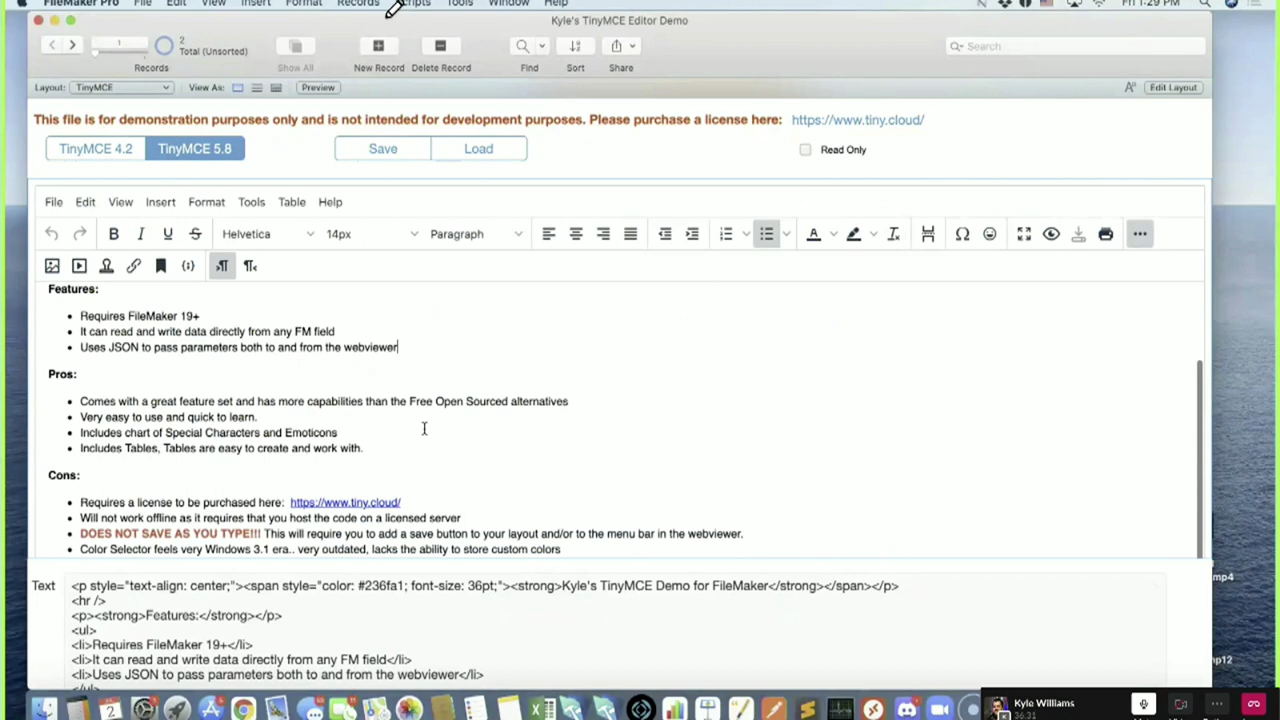 FileMaker Pro File Edit View Insert Format Records Scripts Tools Window Help Fri 1:29 PM
Kyle's TinyMCE Editor Demo
1
2
Total (Unsorted)
Search
Records Show All New Record Delete Record Find Sort Share
Layout: TinyMCE View As: Preview Edit Layout
This file is for demonstration purposes only and is not intended for development purposes. Please purchase a license here: https://www.tiny.cloud/
TinyMCE 4.2 TinyMCE 5.8 Save Load Read Only
File Edit View Insert Format Tools Table Help
B I U S Helvetica 14px Paragraph
Features:
• Requires FileMaker 19+
• It can read and write data directly from any FM field
• Uses JSON to pass parameters both to and from the webviewer
Pros:
• Comes with a great feature set and has more capabilities than the Free Open Sourced alternatives
• Very easy to use and quick to learn.
• Includes chart of Special Characters and Emoticons
• Includes Tables, Tables are easy to create and work with.
Cons:
• Requires a license to be purchased here: https://www.tiny.cloud/
• Will not work offline as it requires that you host the code on a licensed server
• DOES NOT SAVE AS YOU TYPE!!! This will require you to add a save button to your layout and/or to the menu bar in the webviewer.
• Color Selector feels very Windows 3.1 era.. very outdated, lacks the ability to store custom colors
Text <p style="text-align: center;"><span style="color: #236fa1; font-size: 36pt;"><strong>Kyle's TinyMCE Demo for FileMaker</strong></span></p>
<hr />
<p><strong>Features:</strong></p>
<ul>
<li>Requires FileMaker 19+</li>
<li>It can read and write data directly from any FM field</li>
<li>Uses JSON to pass parameters both to and from the webviewer</li>
</ul>
mp4
Kyle Williams
36:31